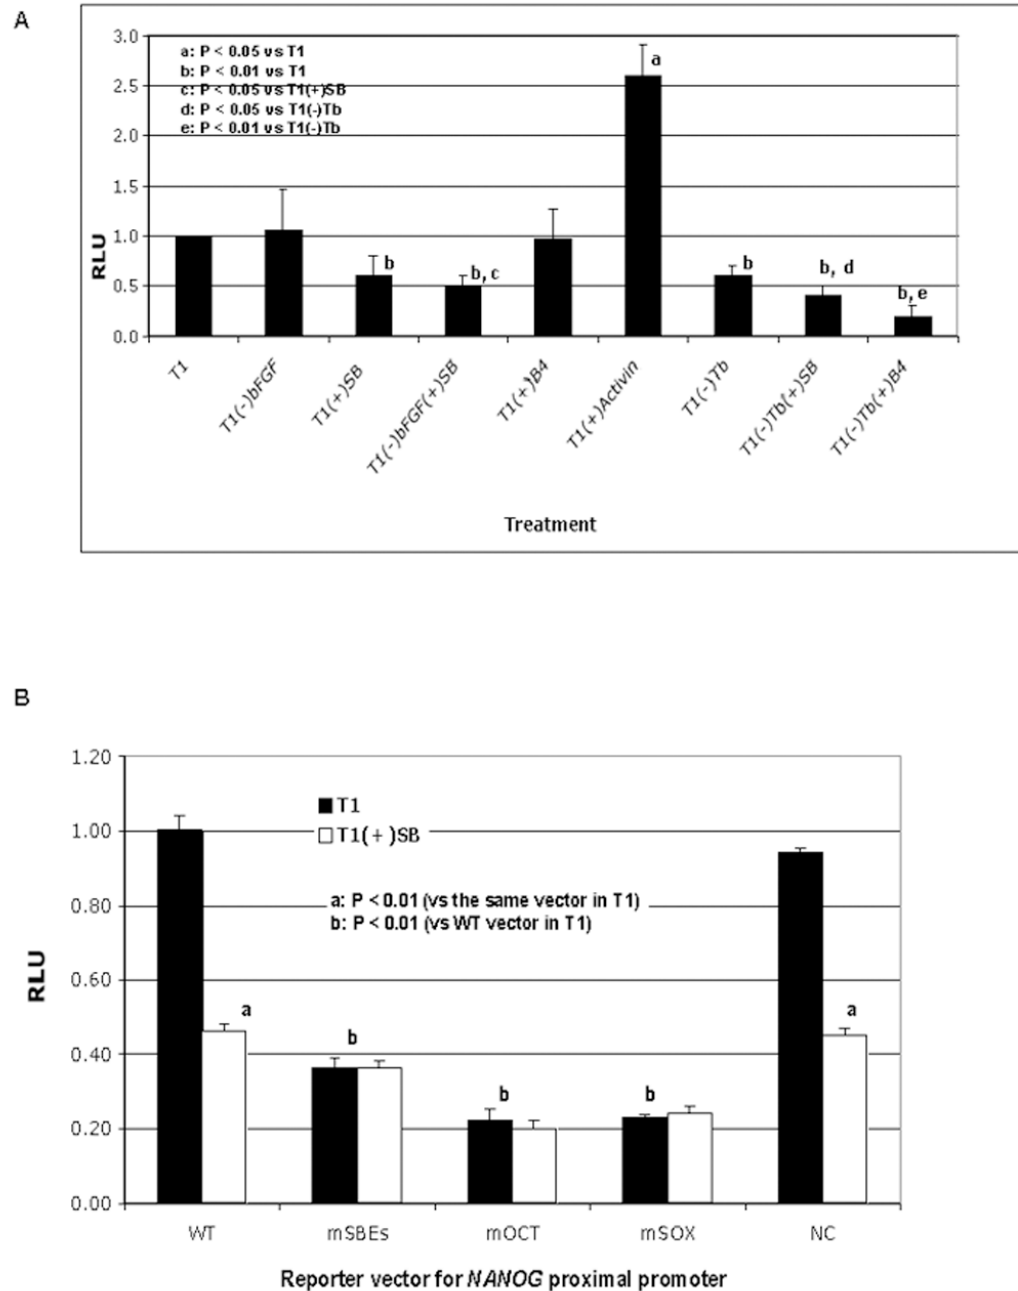 A
3.0
2.5
2.0
1.5
1.0
0.5
0.0
RLU
a: P < 0.05 vs T1
b: P < 0.01 vs T1
c: P < 0.05 vs T1(+)SB
d: P < 0.05 vs T1(-)Tb
e: P < 0.01 vs T1(-)Tb
b
b,c
a
b
b, d
b,e
T1
T1(-)bFGF
T1(+)SB
T1(-)bFGF(+)SB
T1(+)B4
T1(+)Activin
T1(-)Tb
T1(-)Tb(+)SB
T1(-)Tb(+)B4
Treatment
B
1.20
1.00
0.80
0.60
0.40
0.20
0.00
RLU
T1
T1(+)SB
a: P < 0.01 (vs the same vector in T1)
b: P < 0.01 (vs WT vector in T1)
a
b
b
b
a
WT
mSBEs
mOCT
mSOX
NC
Reporter vector for NANOG proximal promoter